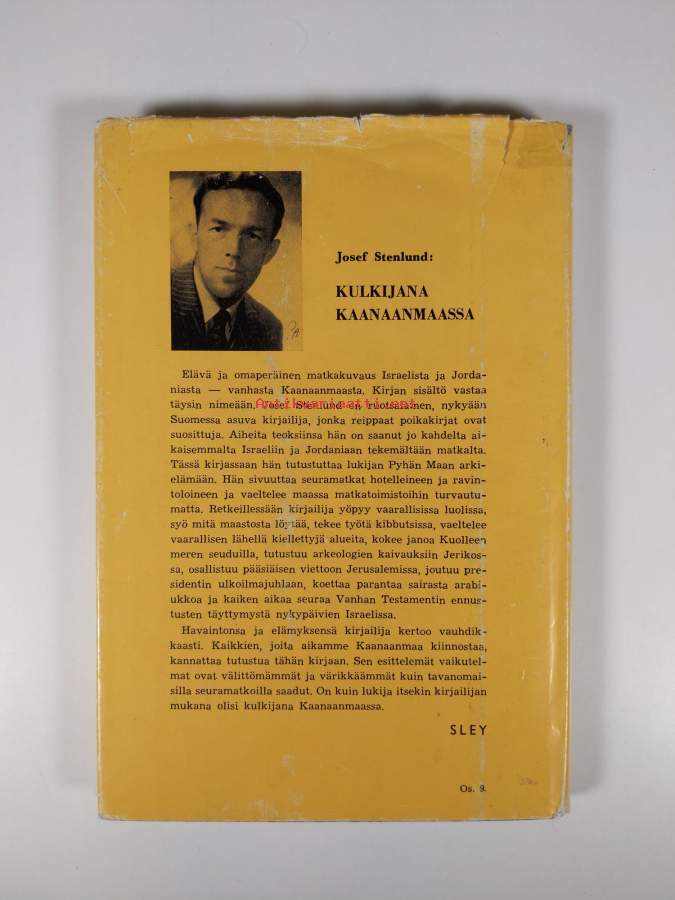 Josef Stenlund:
KULKIJANA
KAANAANMAASSA
Elävä ja omaperäinen matkakuvaus Israelista ja Jorda-
niasta — vanhasta Kaanaanmaasta. Kirjan sisältö vastaa
täysin nimeään. Josef Stenlund on ruotsalainen, nykyään
Antikvariaatti.net
Suomessa asuva kirjailija, jonka reippaat poikakirjat ovat
suosittuja. Aiheita teoksiinsa hän on saanut jo kahdelta ai-
kaisemmalta Israeliin ja Jordaniaan tekemältään matkalta.
Tässä kirjassaan hän tutustuttaa lukijan Pyhän Maan arki-
elämään. Hän sivuuttaa seuramatkat hotelleineen ja ravin-
toloineen ja vaeltelee maassa matkatoimistoihin turvautu-
matta. Retkeillessään kirjailija yöpyy vaarallisissa luolissa,
syö mitä maastosta löytää, tekee työtä kibbutsissa, vaeltelee
vaarallisen lähellä kiellettyjä alueita, kokee janoa Kuolleen
meren seuduilla, tutustuu arkeologien kaivauksiin Jerikos-
sa, osallistuu pääsiäisen viettoon Jerusalemissa, joutuu pre-
sidentin ulkoilmajuhlaan, koettaa parantaa sairasta arabi-
ukkoa ja kaiken aikaa seuraa Vanhan Testamentin ennus-
tusten täyttymystä nykypäivien Israelissa.
Havaintonsa ja elämyksensä kirjailija kertoo vauhdik-
kaasti. Kaikkien, joita aikamme Kaanaanmaa kiinnostaa,
kannattaa tutustua tähän kirjaan. Sen esittelemät vaikutel-
mat ovat välittömämmät ja värikkäämmät kuin tavanomai-
silla seuramatkoilla saadut. On kuin lukija itsekin kirjailijan
mukana olisi kulkijana Kaanaanmaassa.
SLEY
Os. 9.